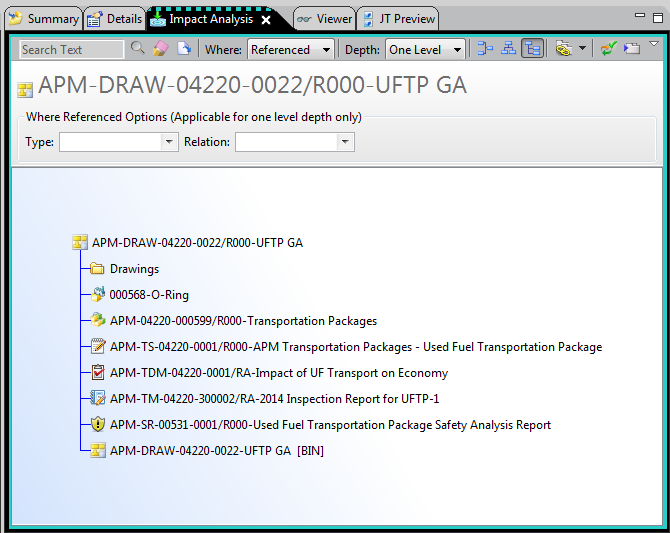 Summary Details Impact Analysis Viewer JT Preview
Search Text Where: Referenced Depth: One Level
APM-DRAW-04220-0022/R000-UFTP GA
Where Referenced Options (Applicable for one level depth only)
Type: Relation:
APM-DRAW-04220-0022/R000-UFTP GA
Drawings
000568-O-Ring
APM-04220-000599/R000-Transportation Packages
APM-TS-04220-0001/R000-APM Transportation Packages - Used Fuel Transportation Package
APM-TDM-04220-0001/RA-Impact of UF Transport on Economy
APM-TM-04220-300002/RA-2014 Inspection Report for UFTP-1
APM-SR-00531-0001/R000-Used Fuel Transportation Package Safety Analysis Report
APM-DRAW-04220-0022-UFTP GA [BIN]